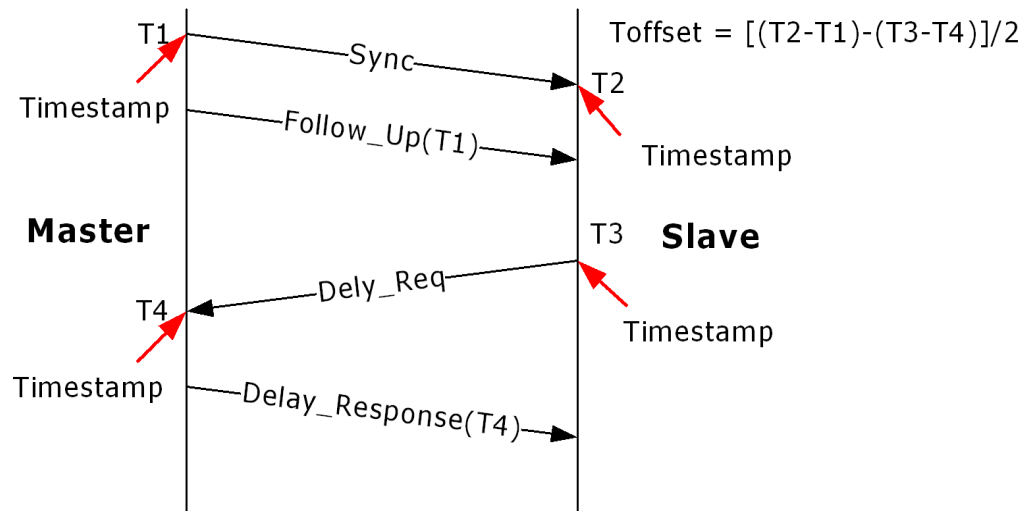 T1
Sync
Toffset = [(T2-T1)-(T3-T4)]/2
T2
Timestamp
Follow_Up(T1)
Timestamp
Master
T3
Slave
Dely_Req
T4
Timestamp
Timestamp
Delay_Response(T4)